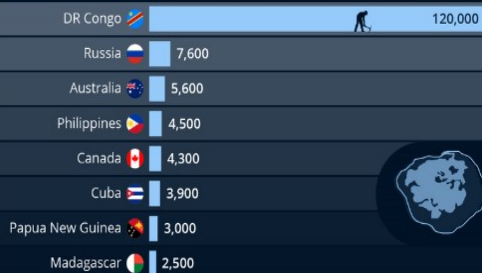 DR Congo 120,000
Russia 7,600
Australia 5,600
Philippines 4,500
Canada 4,300
Cuba 3,900
Papua New Guinea 3,000
Madagascar 2,500